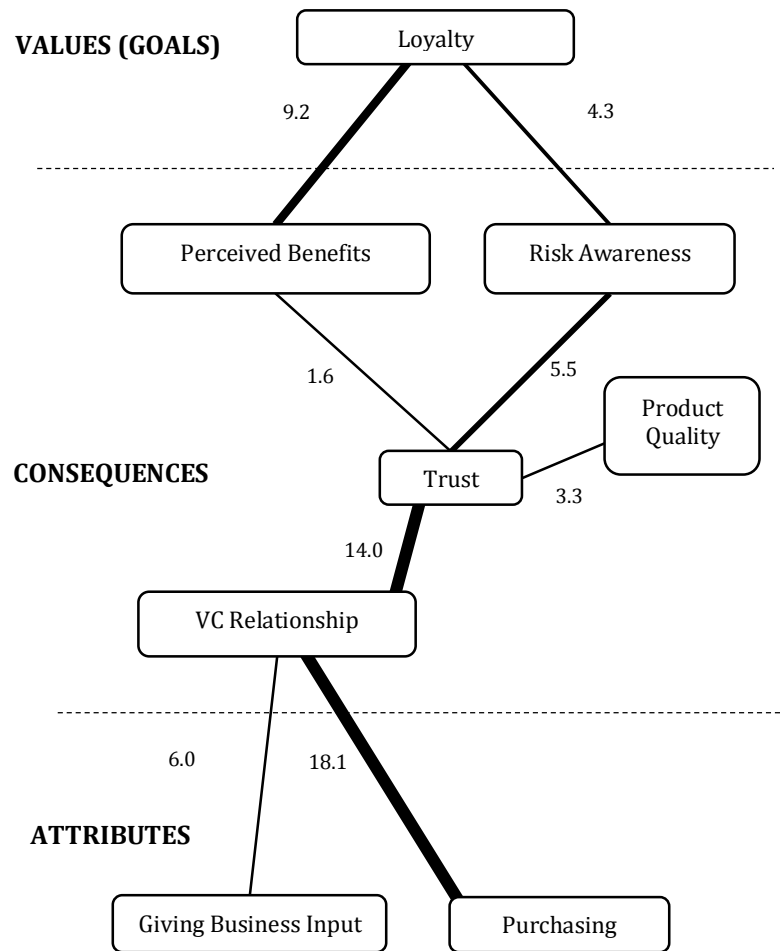 Loyalty
VALUES (GOALS)
9.2
4.3
Perceived Benefits
Risk Awareness
1.6
5.5
Product
Quality
CONSEQUENCES
Trust
3.3
14.0
VC Relationship
6.0
18.1
ATTRIBUTES
Giving Business Input
Purchasing